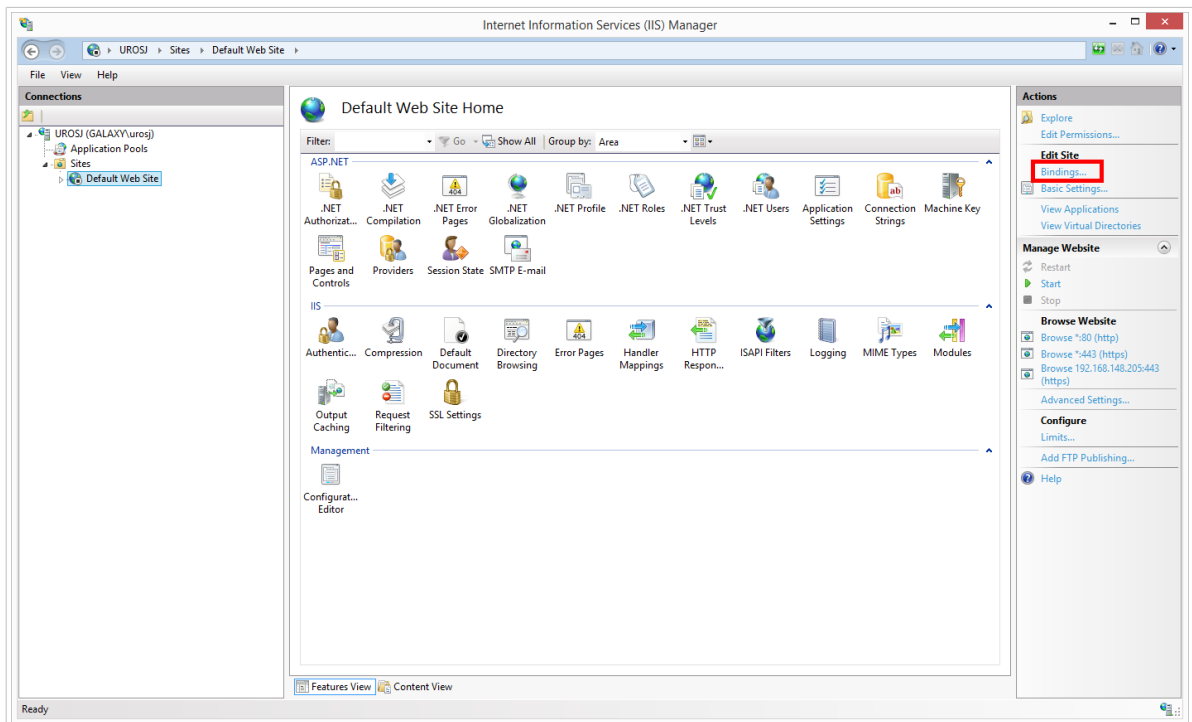 Internet Information Services (IIS) Manager
UROSJ Sites Default Web Site
File View Help
Connections
UROSJ (GALAXY\urosj)
Application Pools
Sites
Default Web Site
Default Web Site Home
Filter: Go Show All Group by: Area
ASP.NET
.NET Authorizat...
.NET Compilation
.NET Error Pages
.NET Globalization
.NET Profile
.NET Roles
.NET Trust Levels
.NET Users
Application Settings
Connection Strings
Machine Key
Pages and Controls
Providers
Session State
SMTP E-mail
IIS
Authentic...
Compression
Default Document
Directory Browsing
Error Pages
Handler Mappings
HTTP Respon...
ISAPI Filters
Logging
MIME Types
Modules
Output Caching
Request Filtering
SSL Settings
Management
Configurat... Editor
Features View Content View
Ready
Actions
Explore
Edit Permissions...
Edit Site
Bindings...
Basic Settings...
View Applications
View Virtual Directories
Manage Website
Restart
Start
Stop
Browse Website
Browse *:80 (http)
Browse *:443 (https)
Browse 192.168.148.205:443
(https)
Advanced Settings...
Configure
Limits...
Add FTP Publishing...
Help